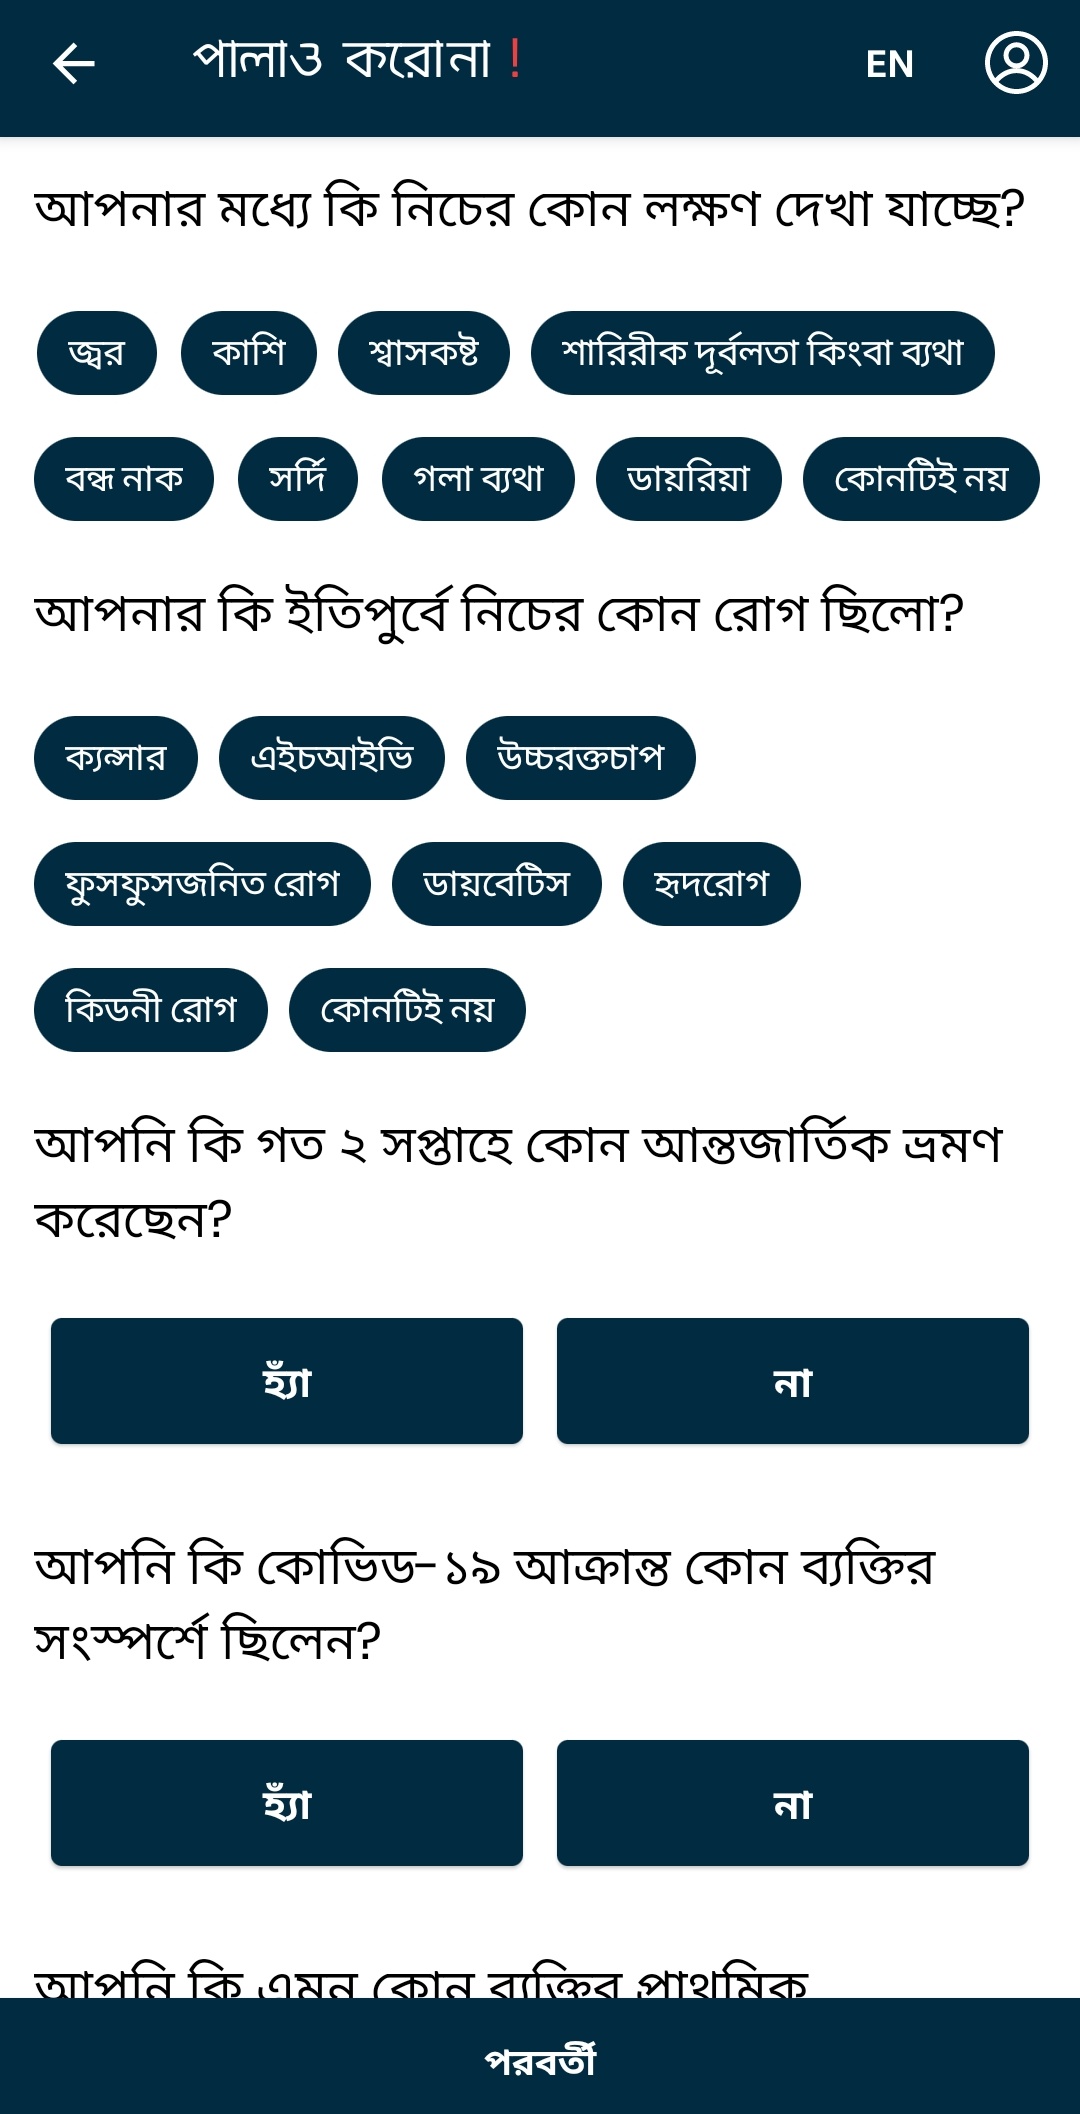 পালাও করোনা!
EN
আপনার মধ্যে কি নিচের কোন লক্ষণ দেখা যাচ্ছে?
জ্বর কাশি শ্বাসকষ্ট শারিরীক দূর্বলতা কিংবা ব্যথা
বন্ধ নাক সর্দি গলা ব্যথা ডায়রিয়া কোনটিই নয়
আপনার কি ইতিপুর্বে নিচের কোন রোগ ছিলো?
ক্যন্সার এইচআইভি উচ্চরক্তচাপ
ফুসফুসজনিত রোগ ডায়বেটিস হৃদরোগ
কিডনী রোগ কোনটিই নয়
আপনি কি গত ২ সপ্তাহে কোন আন্তজার্তিক ভ্রমণ
করেছেন?
হ্যাঁ না
আপনি কি কোভিড-১৯ আক্রান্ত কোন ব্যক্তির
সংস্পর্শে ছিলেন?
হ্যাঁ না
আপনি কি এমন কোন ব্যক্তির প্রাথমিক
পরবর্তী